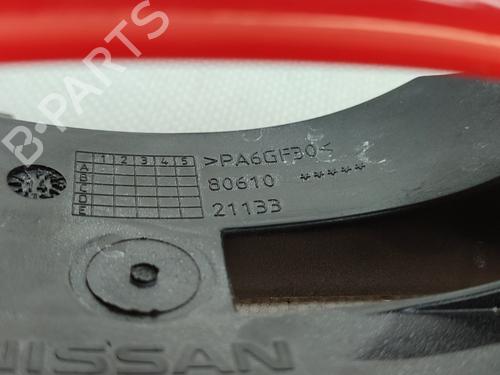 B-PARTS
1 2 3 4 5
>PA6GF30<
A
B
80610 *****
C
D
21133
E
NISSAN